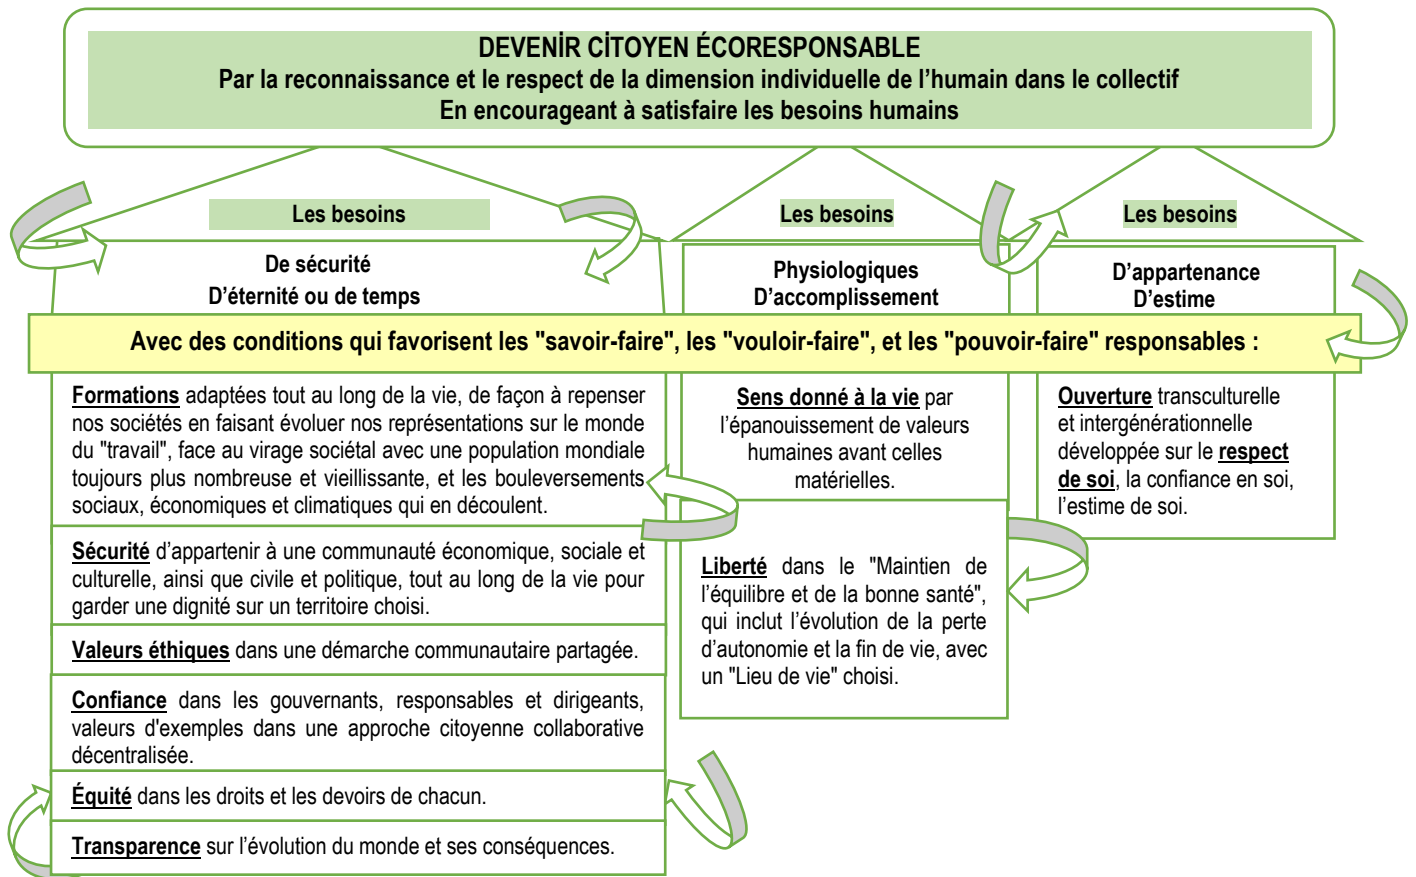 DEVENİR CİTOYEN ÉCORESPONSABLE
Par la reconnaissance et le respect de la dimension individuelle de l’humain dans le collectif
En encourageant à satisfaire les besoins humains
Les besoins
Les besoins
Les besoins
De sécurité
D’éternité ou de temps
Physiologiques
D’accomplissement
D’appartenance
D’estime
Avec des conditions qui favorisent les "savoir-faire", les "vouloir-faire", et les "pouvoir-faire" responsables :
Formations adaptées tout au long de la vie, de façon à repenser
nos sociétés en faisant évoluer nos représentations sur le monde
du "travail", face au virage sociétal avec une population mondiale
toujours plus nombreuse et vieillissante, et les bouleversements
sociaux, économiques et climatiques qui en découlent.
Sécurité d’appartenir à une communauté économique, sociale et
culturelle, ainsi que civile et politique, tout au long de la vie pour
garder une dignité sur un territoire choisi.
Valeurs éthiques dans une démarche communautaire partagée.
Confiance dans les gouvernants, responsables et dirigeants,
valeurs d'exemples dans une approche citoyenne collaborative
décentralisée.
Équité dans les droits et les devoirs de chacun.
Transparence sur l’évolution du monde et ses conséquences.
Sens donné à la vie par
l’épanouissement de valeurs
humaines avant celles
matérielles.
Liberté dans le "Maintien de
l’équilibre et de la bonne santé",
qui inclut l’évolution de la perte
d’autonomie et la fin de vie, avec
un "Lieu de vie" choisi.
Ouverture transculturelle
et intergénérationnelle
développée sur le respect
de soi, la confiance en soi,
l’estime de soi.